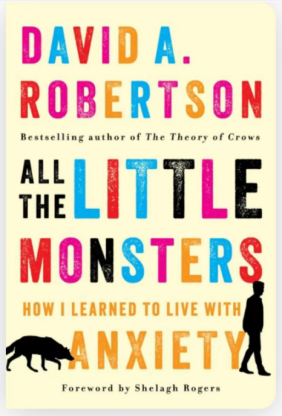 DAVID A.
ROBERTSON
Bestselling author of The Theory of Crows
ALL THE LITTLE
MONSTERS
HOW I LEARNED TO LIVE WITH
ANXIETY
Foreword by Shelagh Rogers